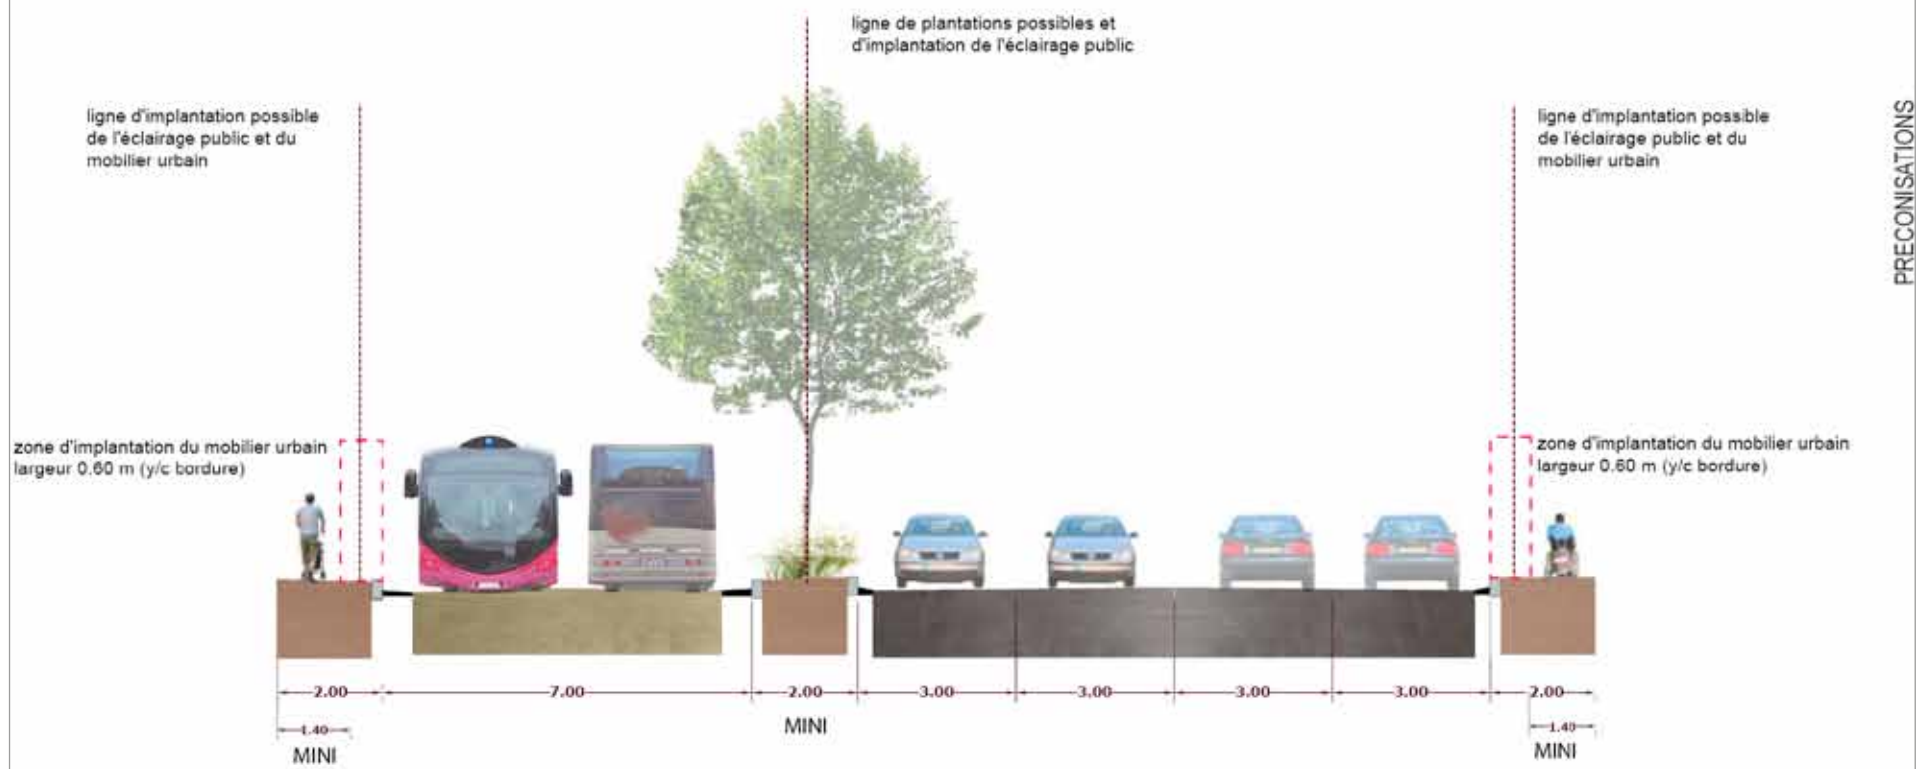 ligne de plantations possibles et
d'implantation de l'éclairage public
ligne d'implantation possible
de l'éclairage public et du
mobilier urbain
ligne d'implantation possible
de l'éclairage public et du
mobilier urbain
PRECONISATIONS
zone d'implantation du mobilier urbain
largeur 0.60 m (y/c bordure)
zone d'implantation du mobilier urbain
largeur 0.60 m (y/c bordure)
2.00 7.00 2.00 3.00 3.00 3.00 3.00 2.00
1.40 MINI 1.40
MINI MINI